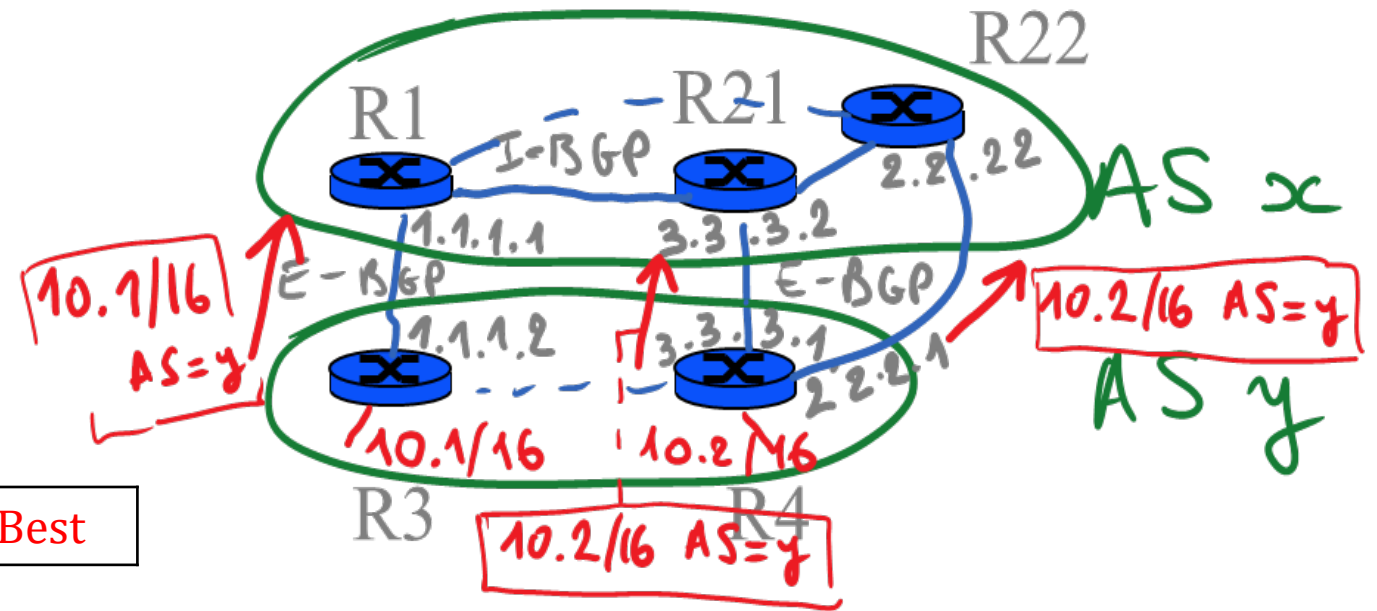 R22
R1
R21
I-BGP
2.2.2.22
AS x
1.1.1.1
3.3.3.2
10.1/16
AS=y
E-BGP
E-BGP
10.2/16 AS=y
1.1.1.2
3.3.3.1
2.2.2.1
AS y
10.1/16
10.2/16
R3
R4
Best
10.2/16 AS=y